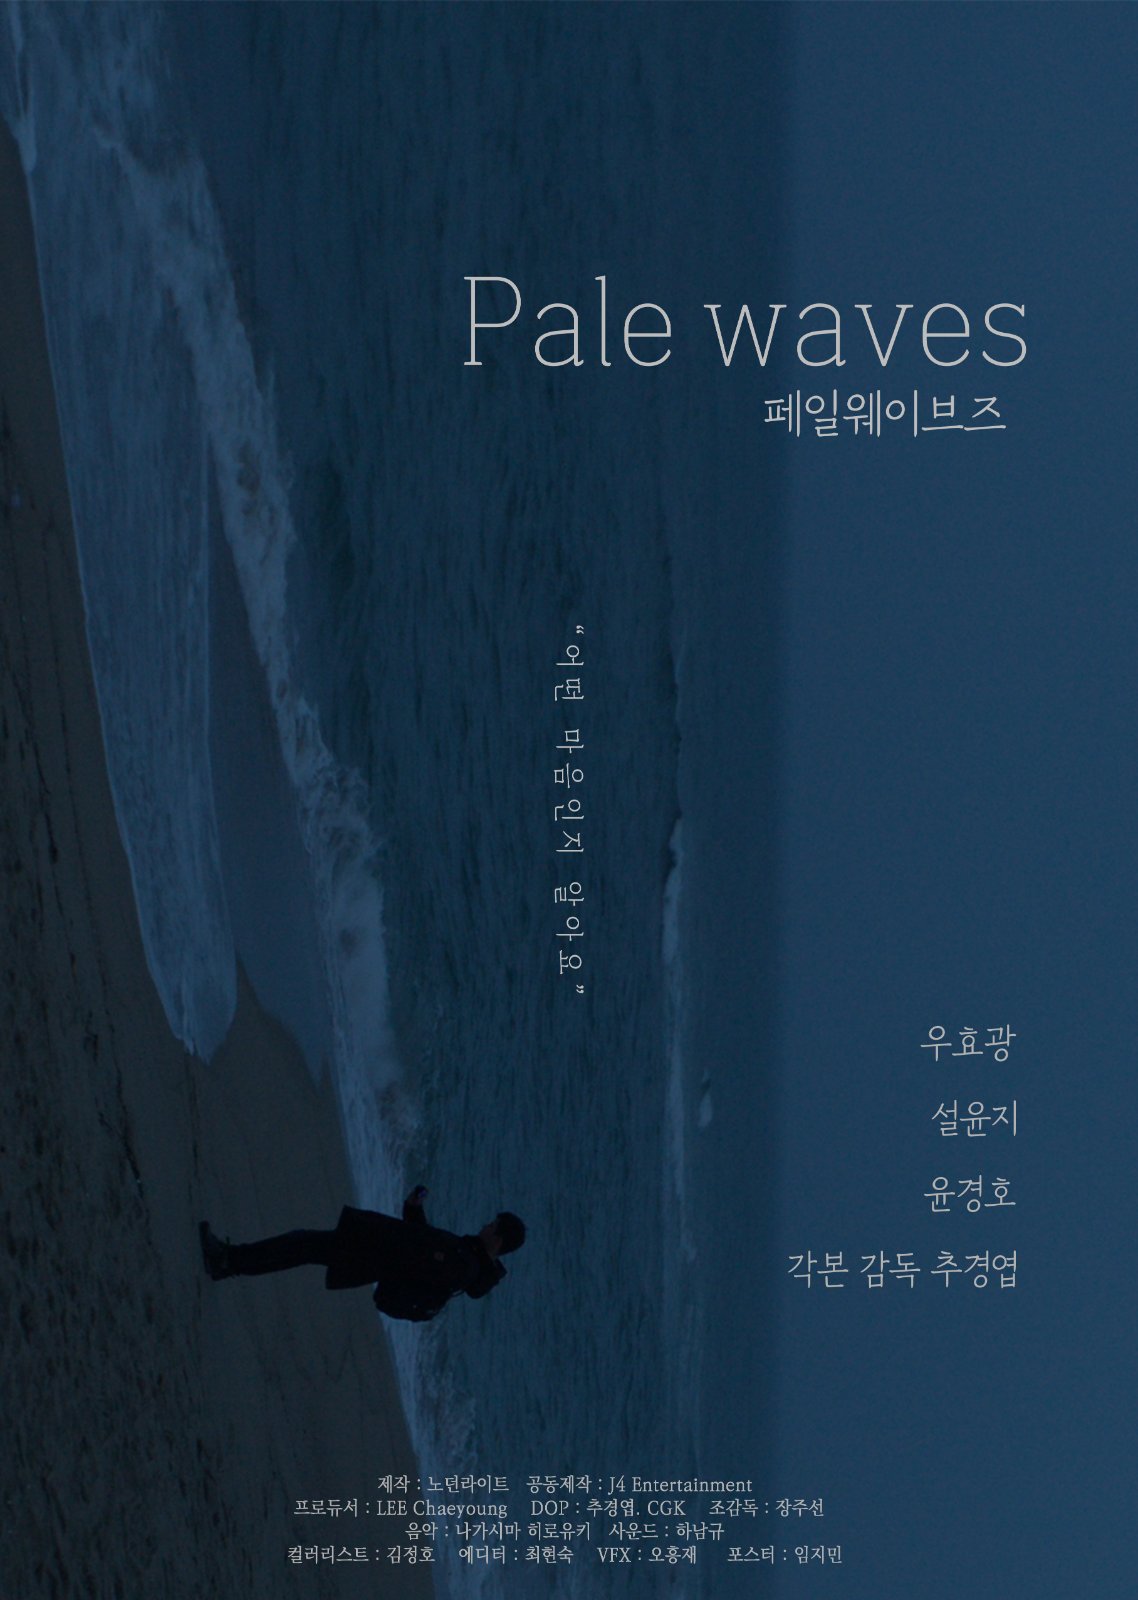 Pale waves
페일웨이브즈
“어떤 마음인지 알아요”
우효광
설윤지
윤경호
각본 감독 추경엽
제작 : 노던라이트 공동제작 : J4 Entertainment
프로듀서 : LEE Chaeyoung DOP : 추경엽. CGK 조감독 : 장주선
음악 : 나가시마 히로유키 사운드 : 하남규
컬러리스트 : 김정호 에디터 : 최현숙 VFX : 오흥재 포스터 : 임지민